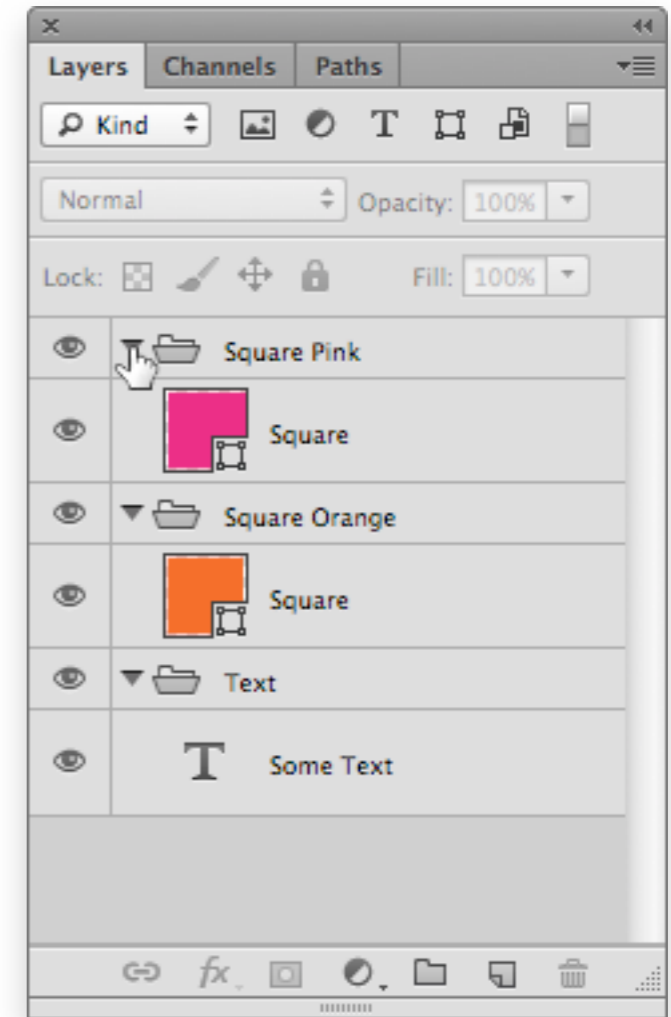 Layers Channels Paths
Kind T
Normal Opacity: 100%
Lock: Fill: 100%
Square Pink
Square
Square Orange
Square
Text
T Some Text
fx